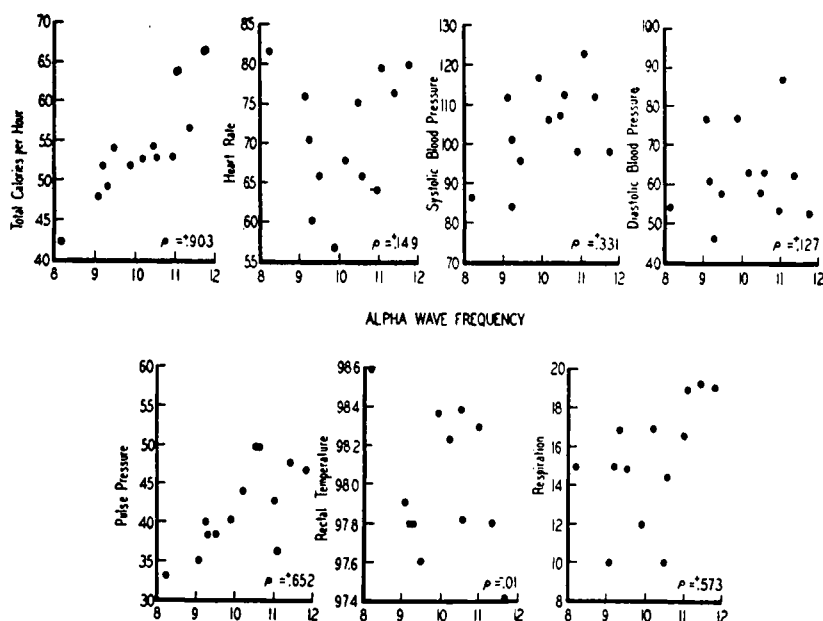 Total Calories per Hour
70
65
60
55
50
45
40
8 9 10 11 12
ρ = +.903
Heart Rate
85
80
75
70
65
60
55
8 9 10 11 12
ρ = +.149
Systolic Blood Pressure
130
120
110
100
90
80
70
8 9 10 11 12
ρ = +.331
Diastolic Blood Pressure
100
90
80
70
60
50
40
8 9 10 11 12
ρ = +.127
ALPHA WAVE FREQUENCY
Pulse Pressure
60
55
50
45
40
35
30
8 9 10 11 12
ρ = +.652
Rectal Temperature
98.6
98.4
98.2
98.0
97.8
97.6
97.4
8 9 10 11 12
ρ = -.01
Respiration
20
18
16
14
12
10
8
8 9 10 11 12
ρ = +.573